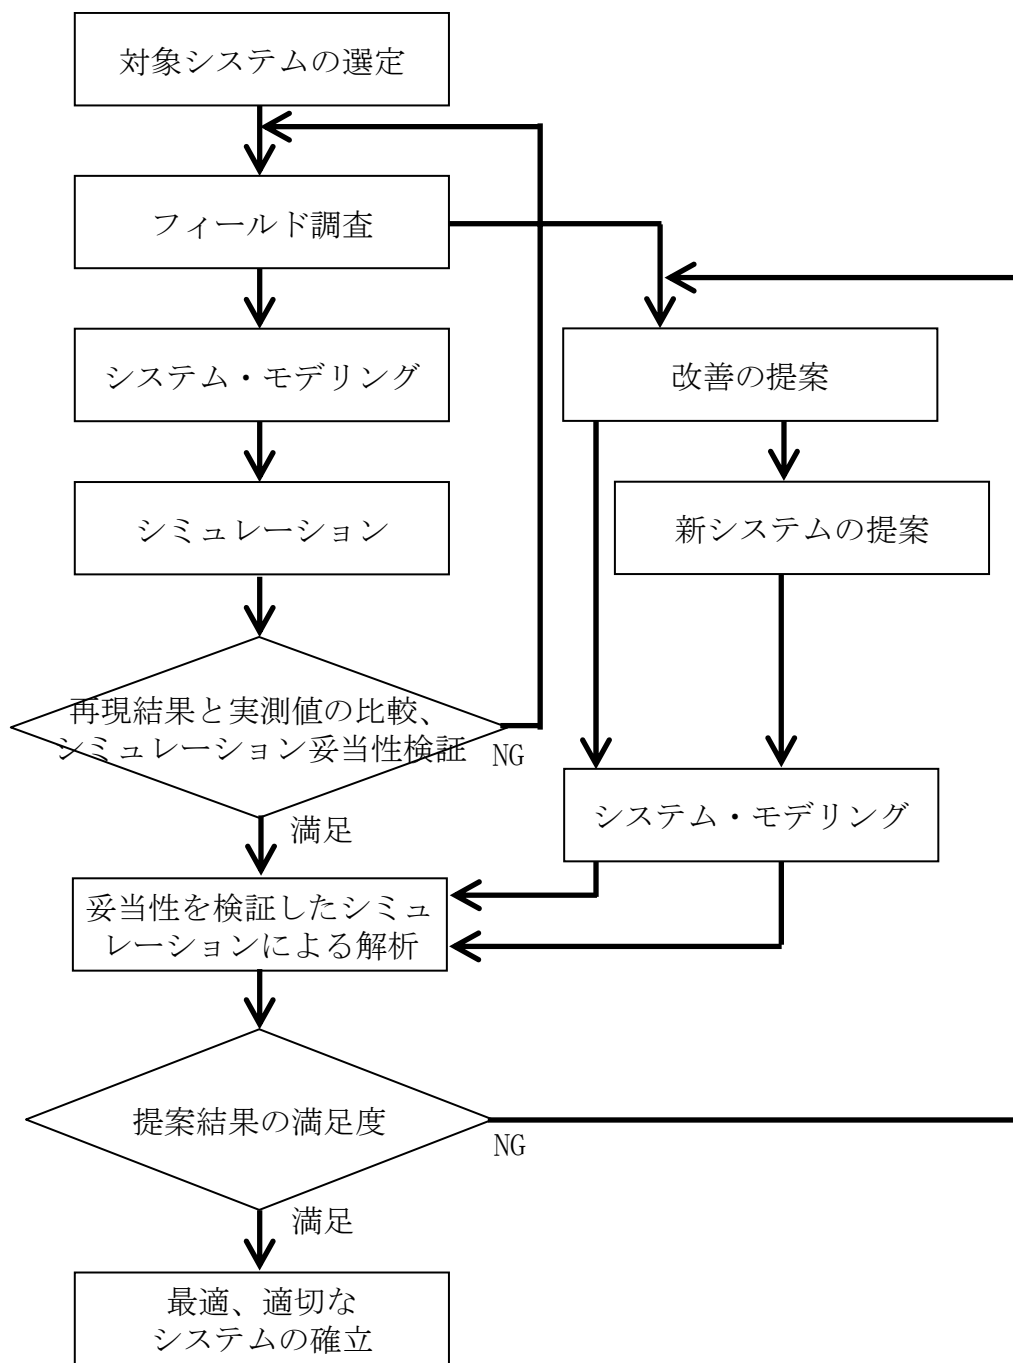 対象システムの選定
フィールド調査
システム・モデリング
改善の提案
シミュレーション
新システムの提案
再現結果と実測値の比較、
シミュレーション妥当性検証
NG
システム・モデリング
満足
妥当性を検証したシミュ
レーションによる解析
提案結果の満足度
NG
満足
最適、適切な
システムの確立